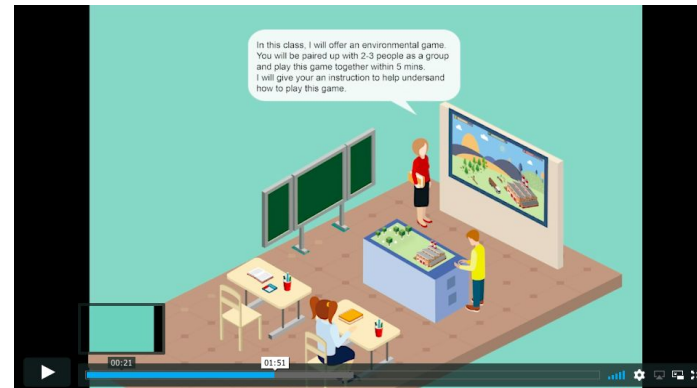 In this class, I will offer an environmental game.
You will be paired up with 2-3 people as a group
and play this game together within 5 mins.
I will give your an instruction to help undersand
how to play this game.
00:21
01:51